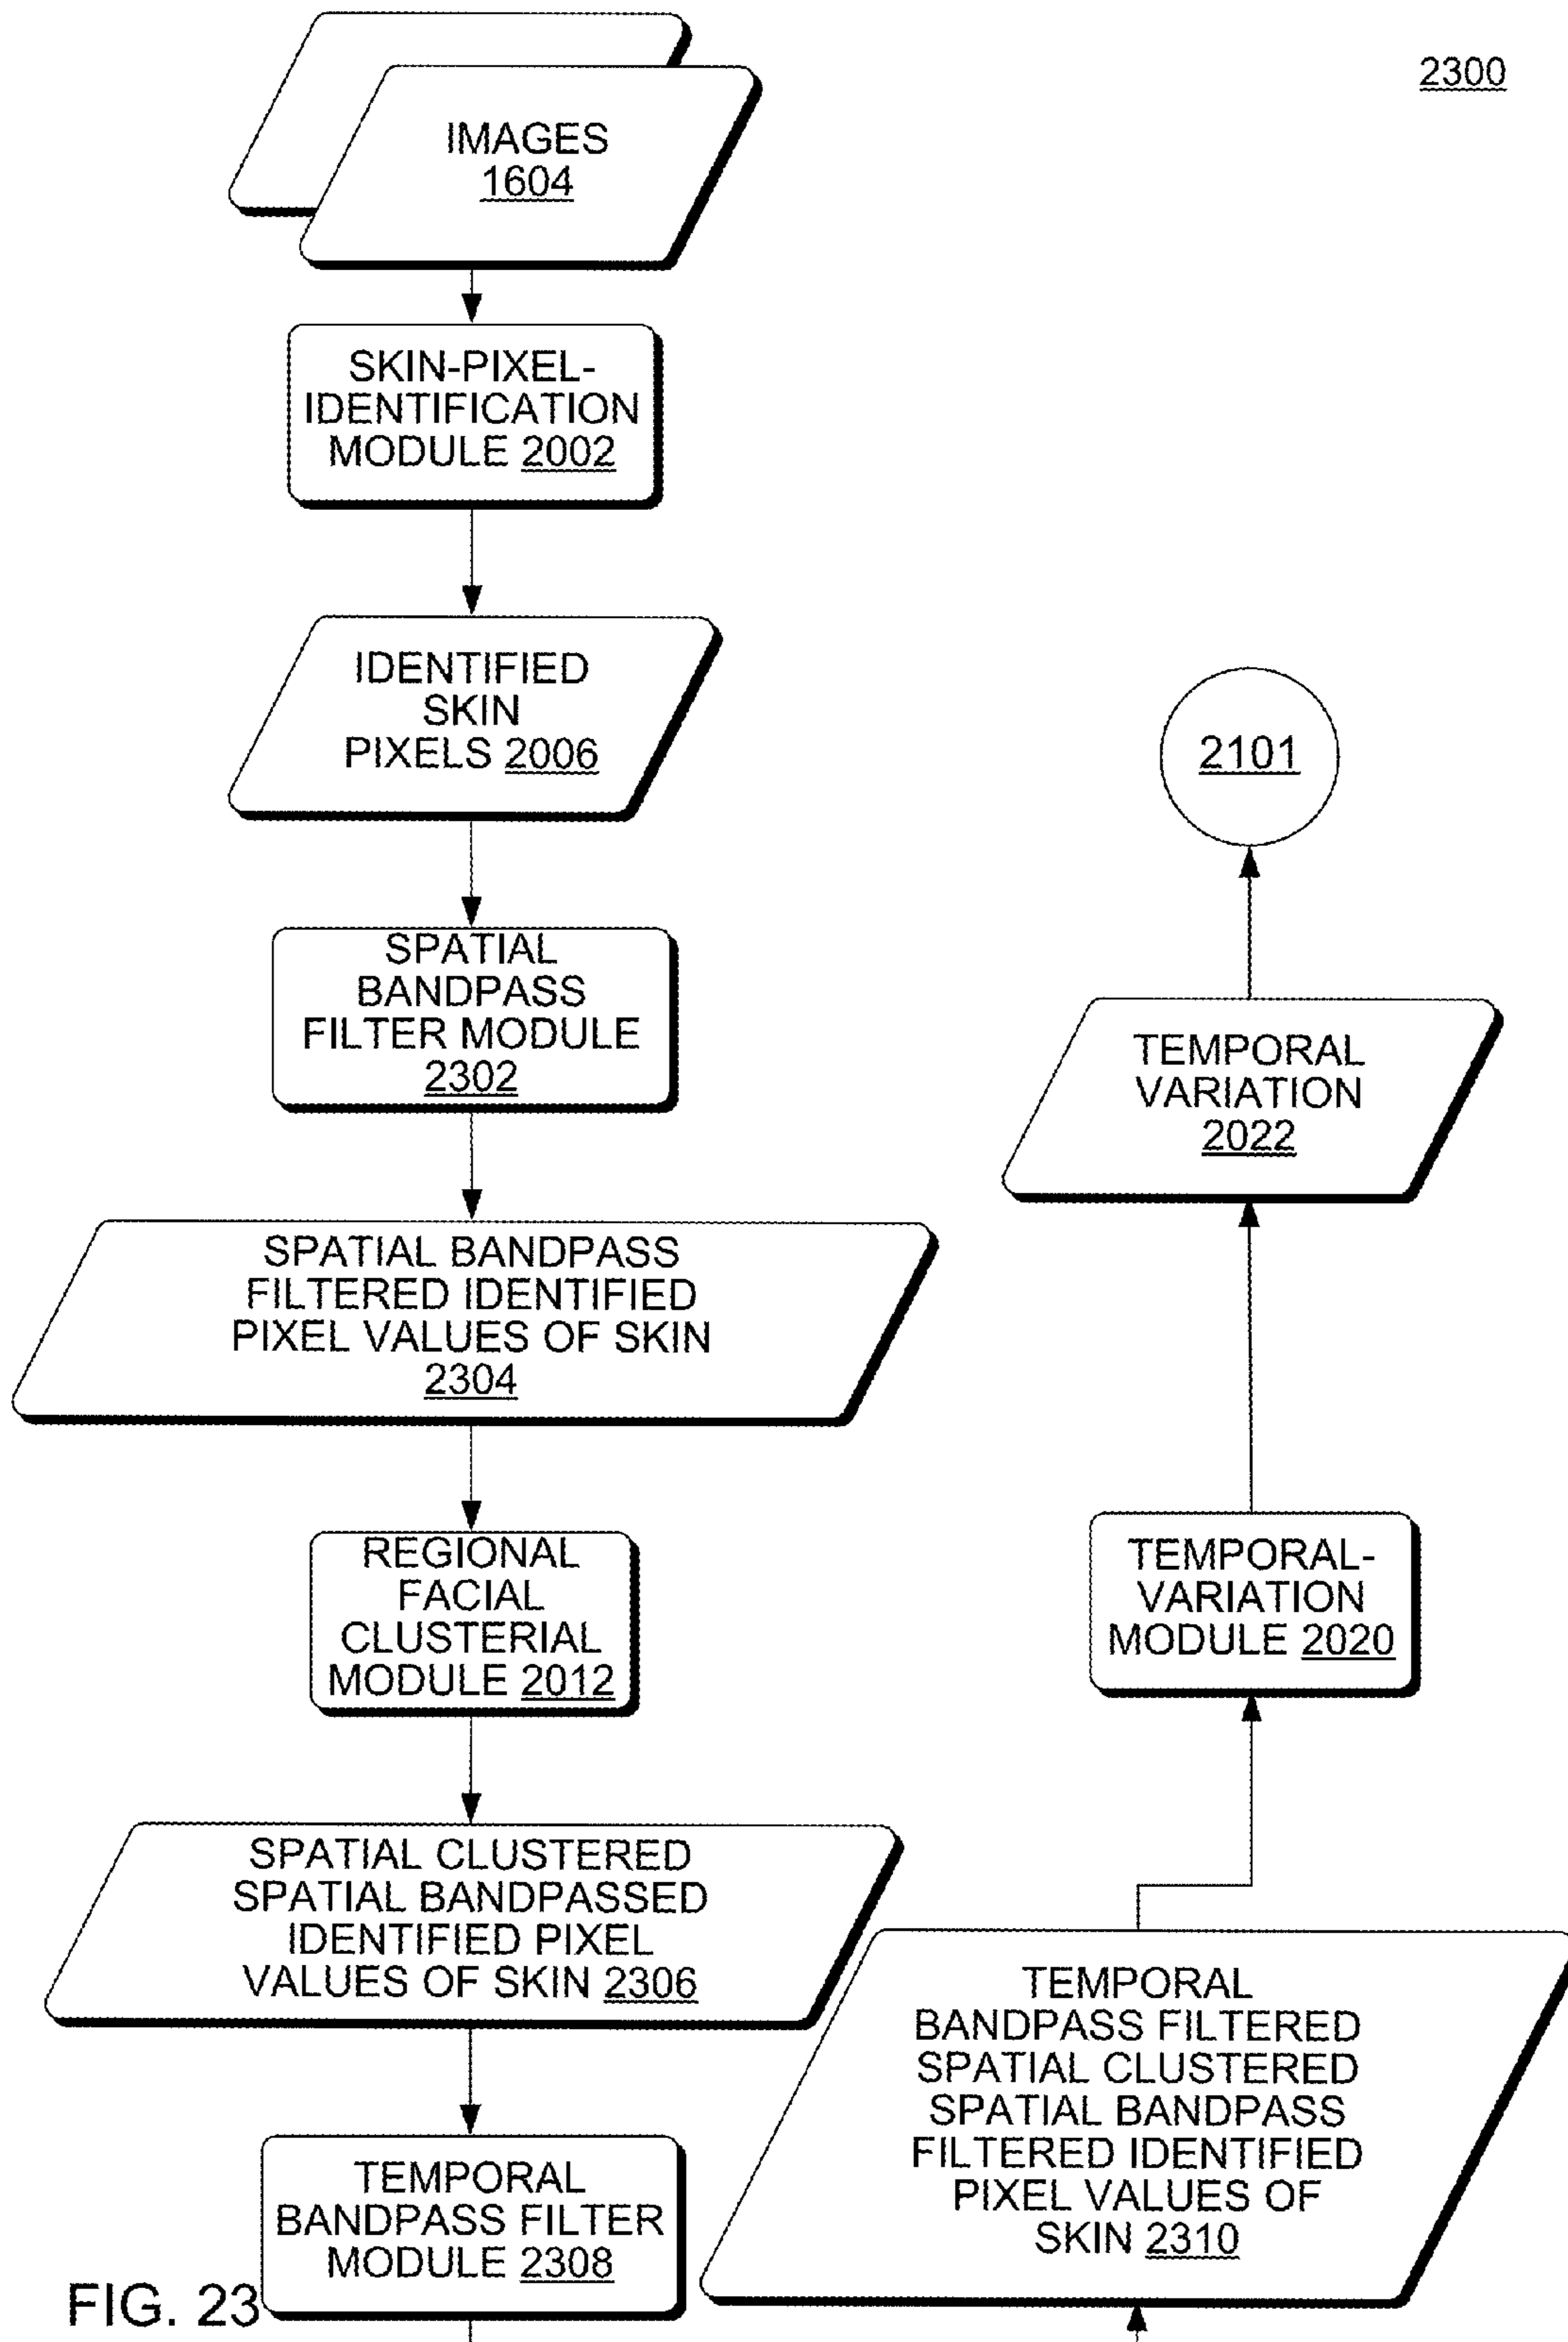 2300
IMAGES
1604
SKIN-PIXEL-
IDENTIFICATION
MODULE 2002
IDENTIFIED
SKIN
PIXELS 2006
SPATIAL
BANDPASS
FILTER MODULE
2302
SPATIAL BANDPASS
FILTERED IDENTIFIED
PIXEL VALUES OF SKIN
2304
REGIONAL
FACIAL
CLUSTERIAL
MODULE 2012
SPATIAL CLUSTERED
SPATIAL BANDPASSED
IDENTIFIED PIXEL
VALUES OF SKIN 2306
TEMPORAL
BANDPASS FILTER
MODULE 2308
TEMPORAL
BANDPASS FILTERED
SPATIAL CLUSTERED
SPATIAL BANDPASS
FILTERED IDENTIFIED
PIXEL VALUES OF
SKIN 2310
TEMPORAL-
VARIATION
MODULE 2020
TEMPORAL
VARIATION
2022
2101
FIG. 23